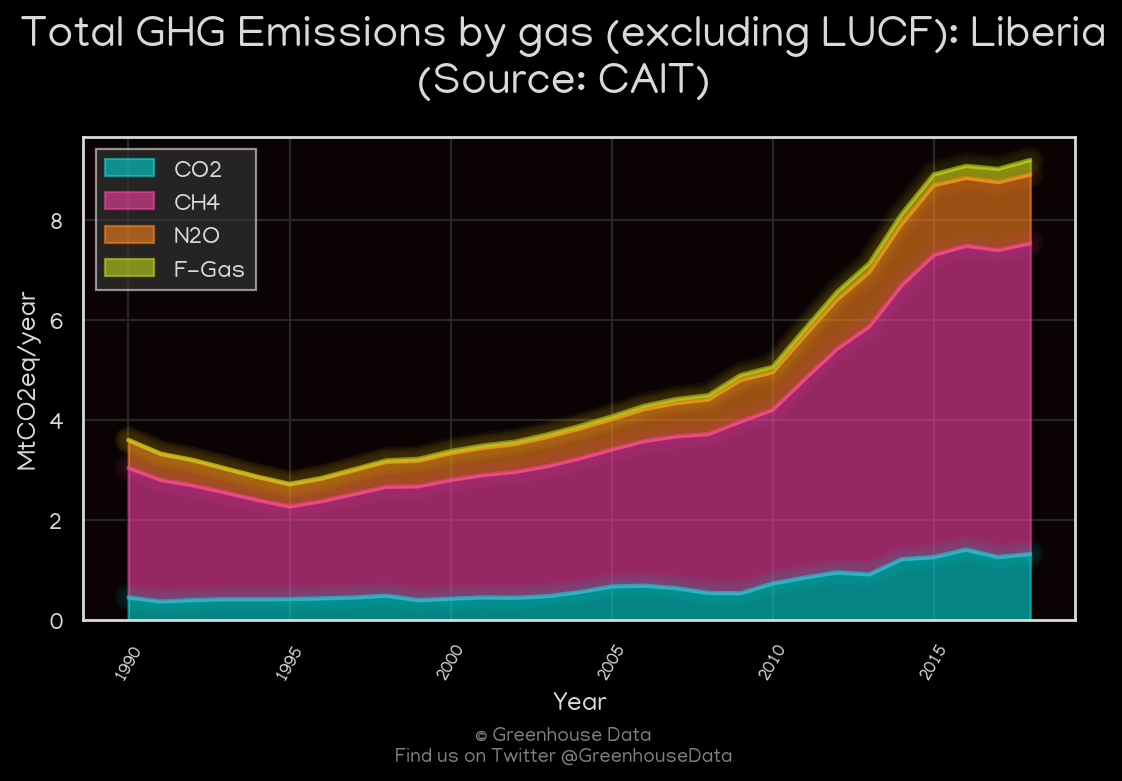 Total GHG Emissions by gas (excluding LUCF): Liberia
(Source: CAIT)
CO2
CH4
N2O
F-Gas
MtCO2eq/year
8
6
4
2
0
1990
1995
2000
2005
2010
2015
Year
© Greenhouse Data
Find us on Twitter @GreenhouseData